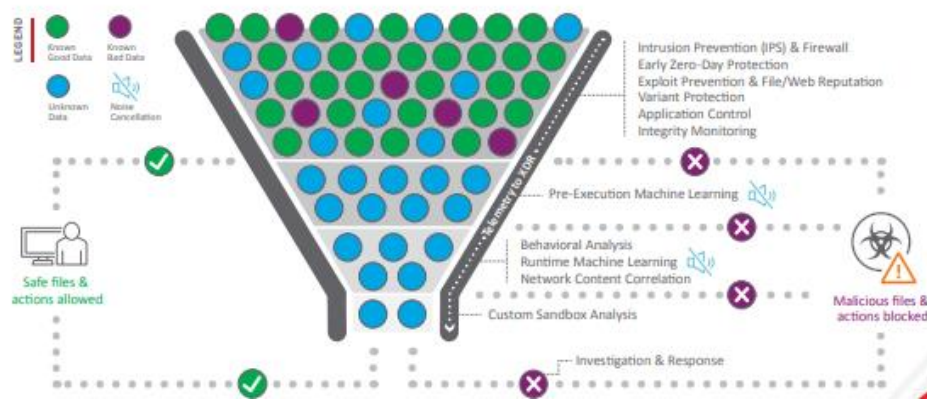 LEGEND
Known
Good Data
Known
Bad Data
Unknown
Data
Noise
Cancellation
Intrusion Prevention (IPS) & Firewall
Early Zero-Day Protection
Exploit Prevention & File/Web Reputation
Variant Protection
Application Control
Integrity Monitoring
Telemetry to XDR
Pre-Execution Machine Learning
Behavioral Analysis
Runtime Machine Learning
Network Content Correlation
Safe files &
actions allowed
Malicious files &
actions blocked
Custom Sandbox Analysis
Investigation & Response